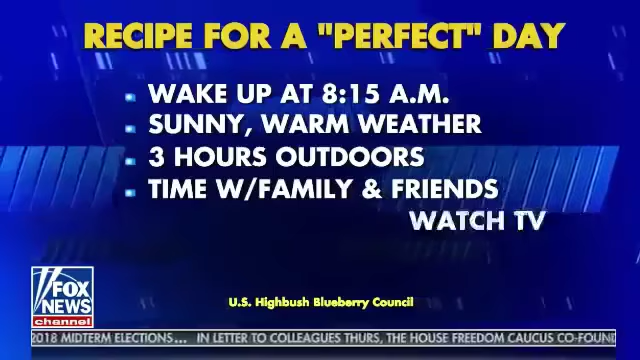 RECIPE FOR A "PERFECT" DAY
WAKE UP AT 8:15 A.M.
SUNNY, WARM WEATHER
3 HOURS OUTDOORS
TIME W/FAMILY & FRIENDS
WATCH TV
U.S. Highbush Blueberry Council
FOX
NEWS
channel
2018 MIDTERM ELECTIONS... IN LETTER TO COLLEAGUES THURS, THE HOUSE FREEDOM CAUCUS CO-FOUN